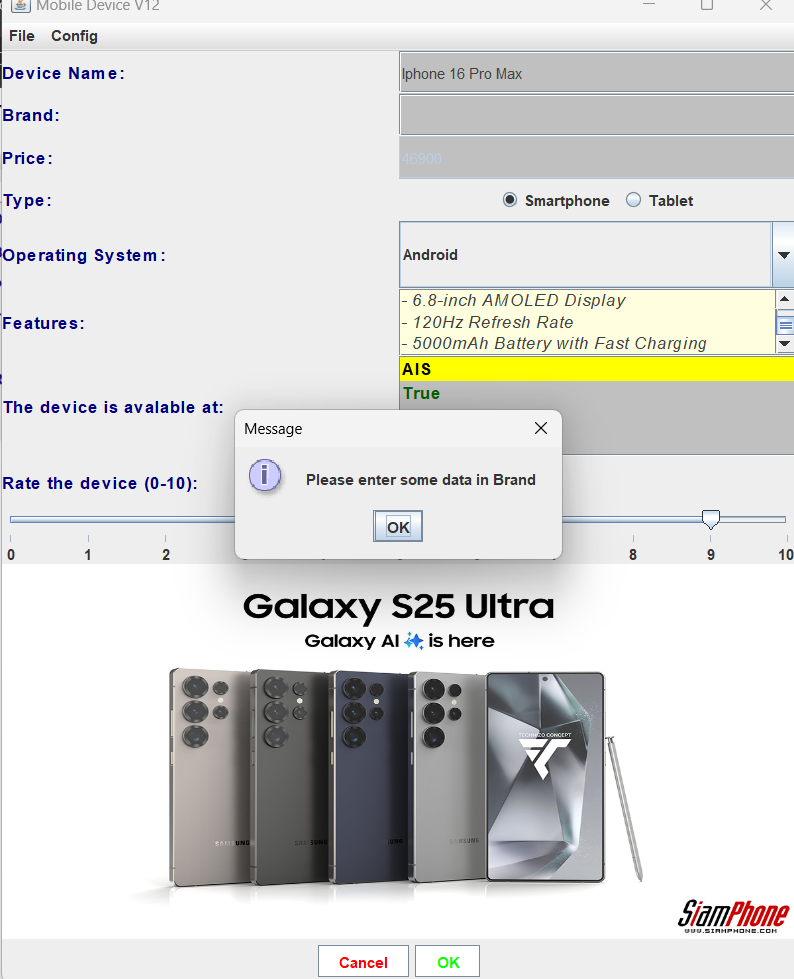 Mobile Device V12
File Config
Device Name:
Iphone 16 Pro Max
Brand:
Price:
46900
Type:
Smartphone
Tablet
Operating System:
Android
Features:
- 6.8-inch AMOLED Display
- 120Hz Refresh Rate
- 5000mAh Battery with Fast Charging
The device is avalable at:
AIS
True
Message
Please enter some data in Brand
OK
Rate the device (0-10):
0 1 2 8 9 10
Galaxy S25 Ultra
Galaxy AI is here
TECHNIZO CONCEPT
SAMSUNG
SAMSUNG
SAMSUNG
SAMSUNG
SiamPhone
WWW.SIAMPHONE.COM
Cancel OK